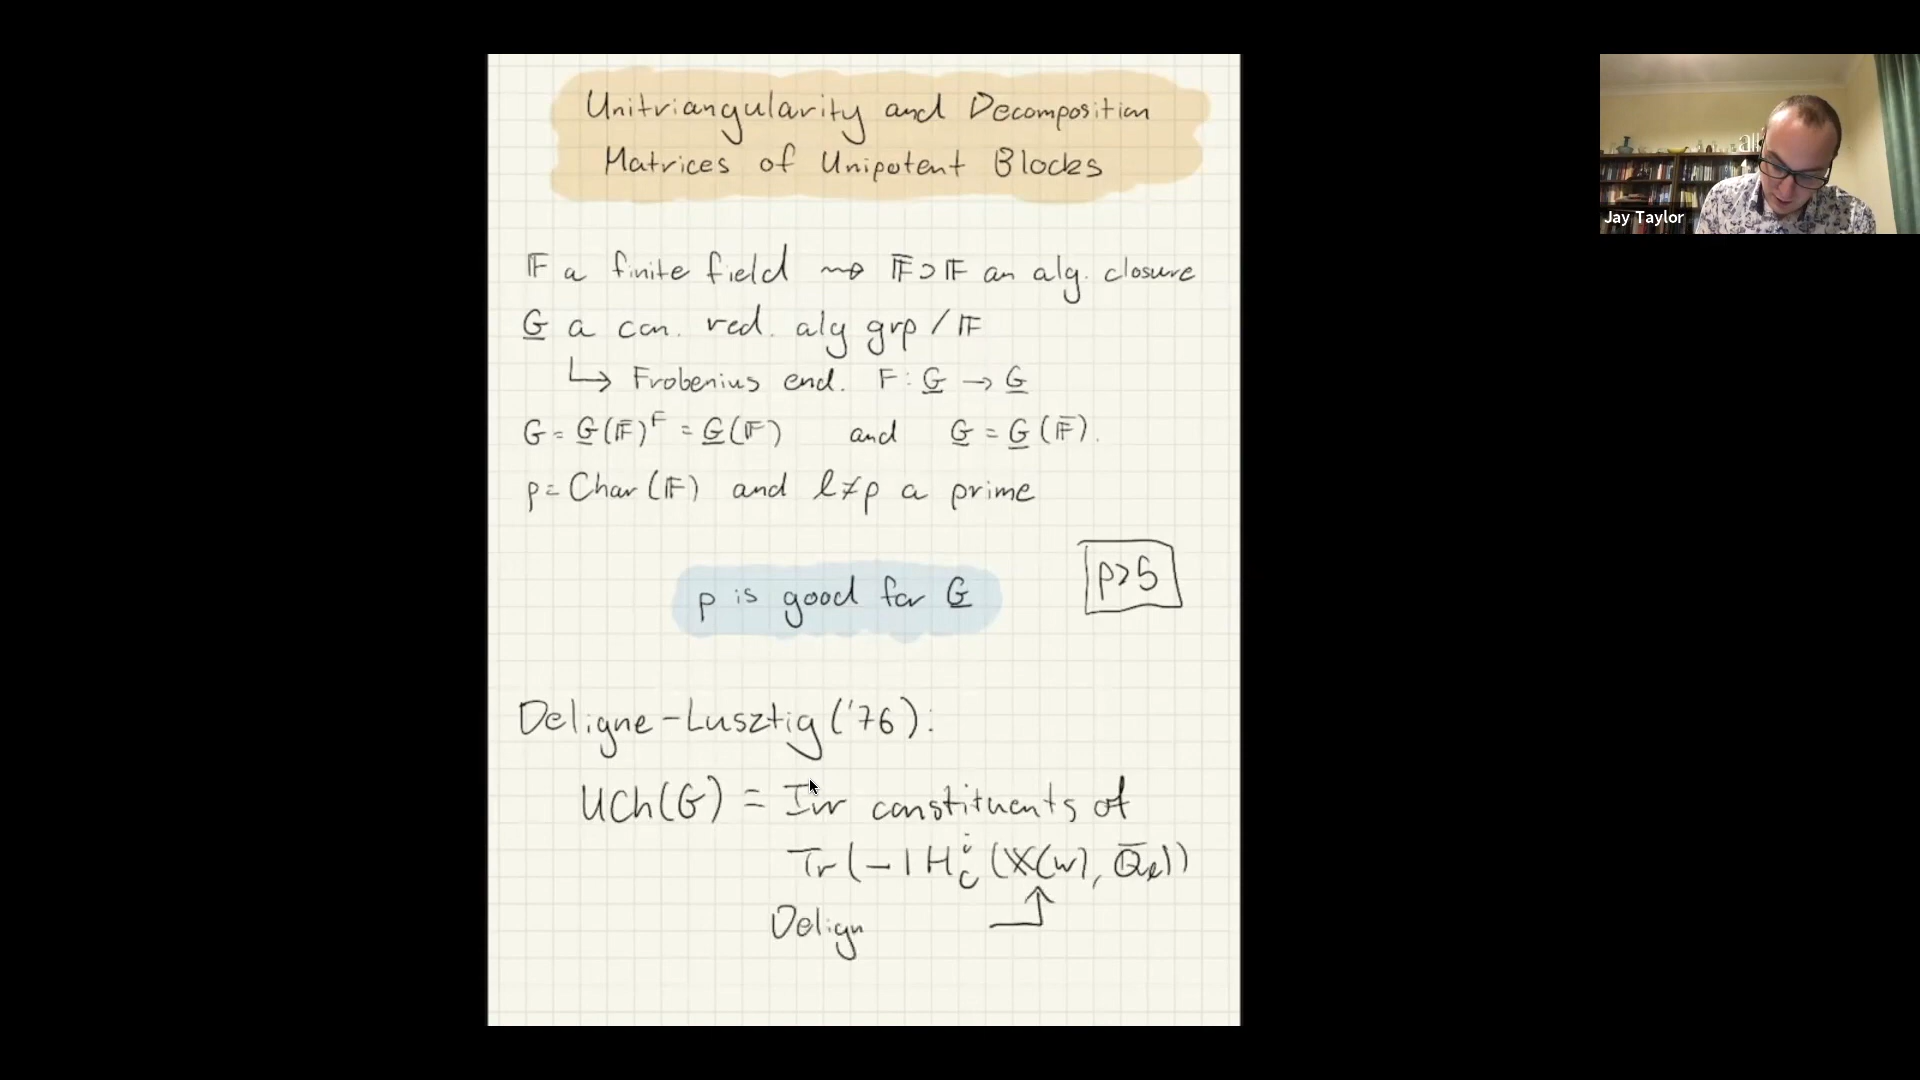 Unitriangularity and Decomposition
Matrices of Unipotent Blocks
𝔽 a finite field ⇝ 𝔽̄ ⊃ 𝔽 an alg. closure
G̲ a con. red. alg grp / 𝔽
↳ Frobenius end. F : G̲ → G̲
G = G̲(𝔽̄)^F = G̲(𝔽) and G̲ = G̲(𝔽̄).
p = Char(𝔽) and ℓ≠p a prime
p is good for G̲
p>5
Deligne-Lusztig ('76):
UCh(G) = Irr constituents of
Tr(-| H_c^i (X(w), Q̄_ℓ))
Delign
Jay Taylor